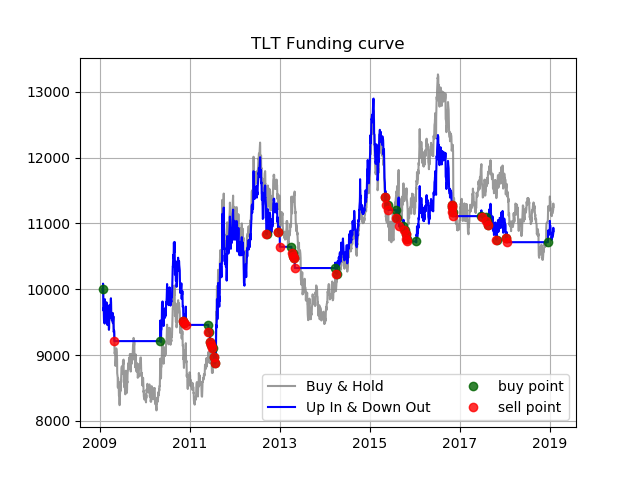 TLT Funding curve
13000
12000
11000
10000
9000
8000
2009 2011 2013 2015 2017 2019
Buy & Hold buy point
Up In & Down Out sell point